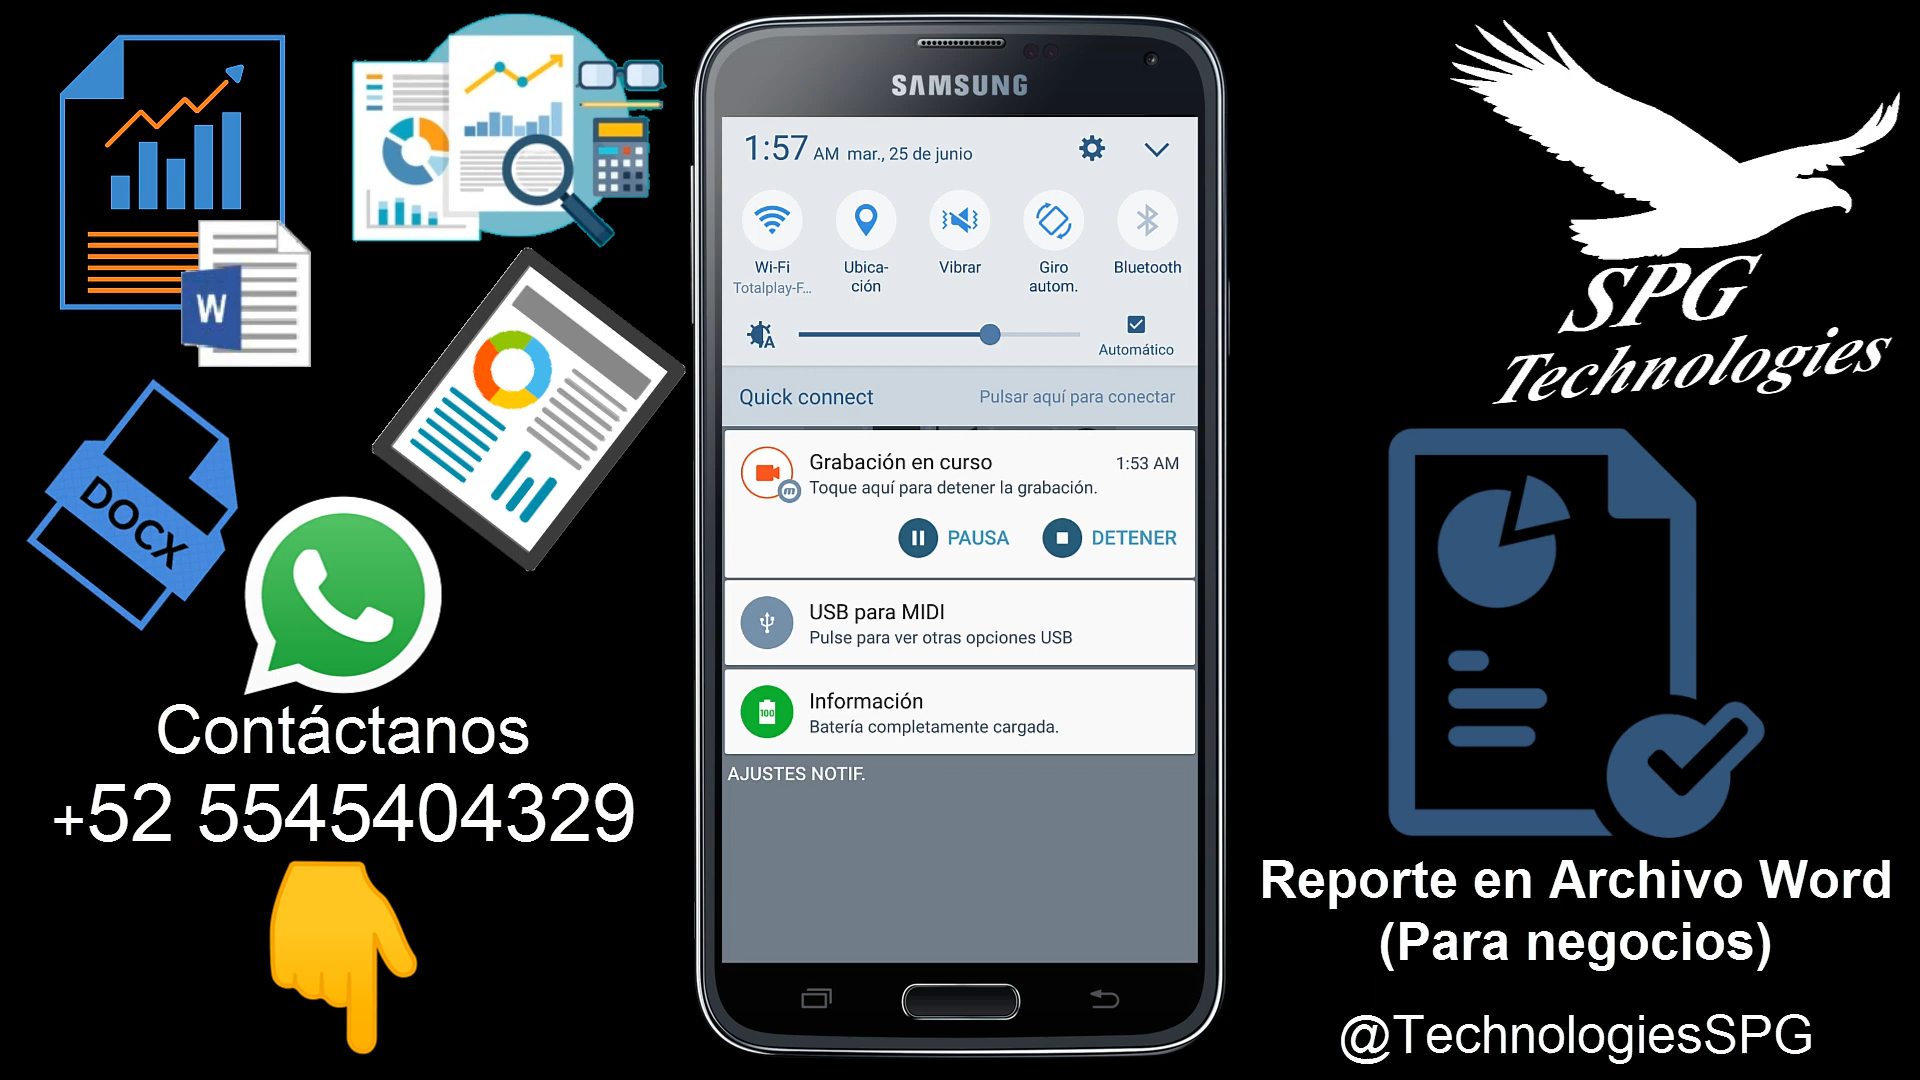 W
DOCX
Contáctanos
+52 5545404329
SAMSUNG
1:57 AM mar., 25 de junio
Wi-Fi
Totalplay-F...
Ubica-
ción
Vibrar
Giro
autom.
Bluetooth
A
Automático
Quick connect
Pulsar aquí para conectar
Grabación en curso
1:53 AM
Toque aquí para detener la grabación.
m
PAUSA
DETENER
USB para MIDI
Pulse para ver otras opciones USB
100
Información
Batería completamente cargada.
AJUSTES NOTIF.
SPG
Technologies
Reporte en Archivo Word
(Para negocios)
@TechnologiesSPG